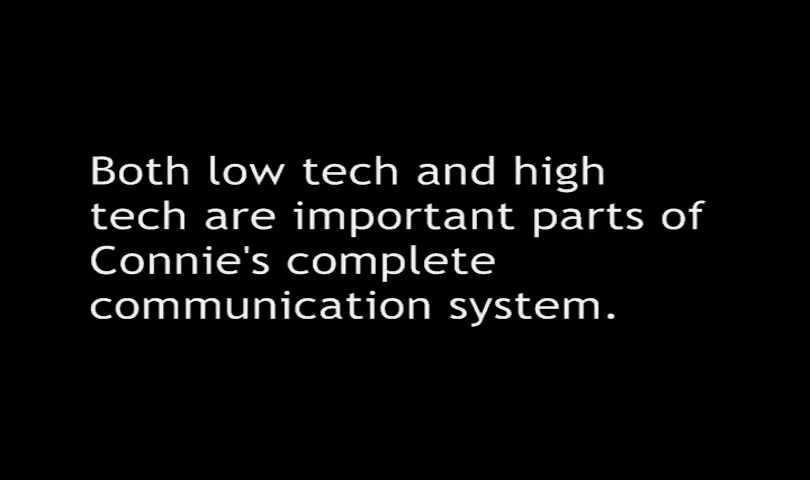 Both low tech and high
tech are important parts of
Connie's complete
communication system.